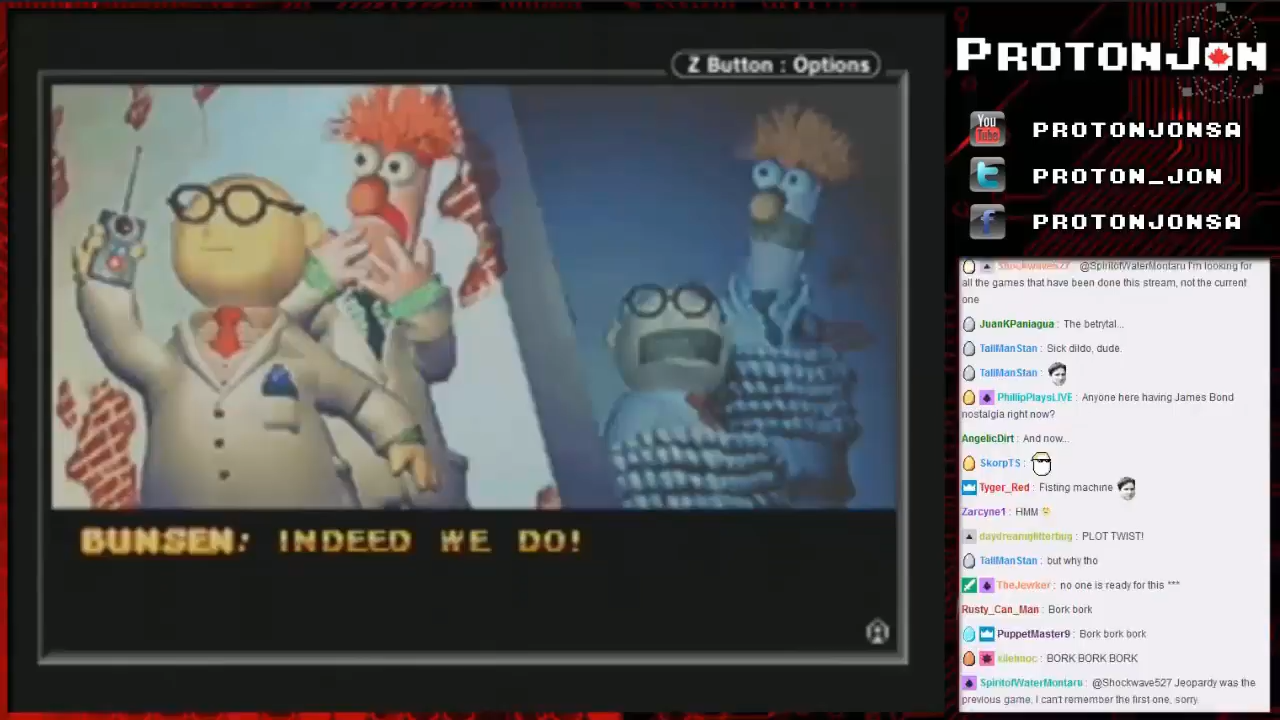 Z Button : Options
BUNSEN: INDEED WE DO!
PROTONJON
You
Tube
PROTONJONSA
PROTON_JON
PROTONJONSA
Shockwave527 @SpiritofWaterMontaru I'm looking for
all the games that have been done this stream, not the current
one
JuanKPaniagua : The betrytal...
TallManStan : Sick dildo, dude.
TallManStan :
PhillipPlaysLIVE : Anyone here having James Bond
nostalgia right now?
AngelicDirt : And now...
SkorpTS :
Tyger_Red : Fisting machine
Zarcyne1 : HMM
daydreamglitterbug : PLOT TWIST!
TallManStan : but why tho
TheJewker : no one is ready for this ***
Rusty_Can_Man : Bork bork
PuppetMaster9 : Bork bork bork
: BORK BORK BORK
SpiritofWaterMontaru : @Shockwave527 Jeopardy was the
previous game. I can't remember the first one, sorry.